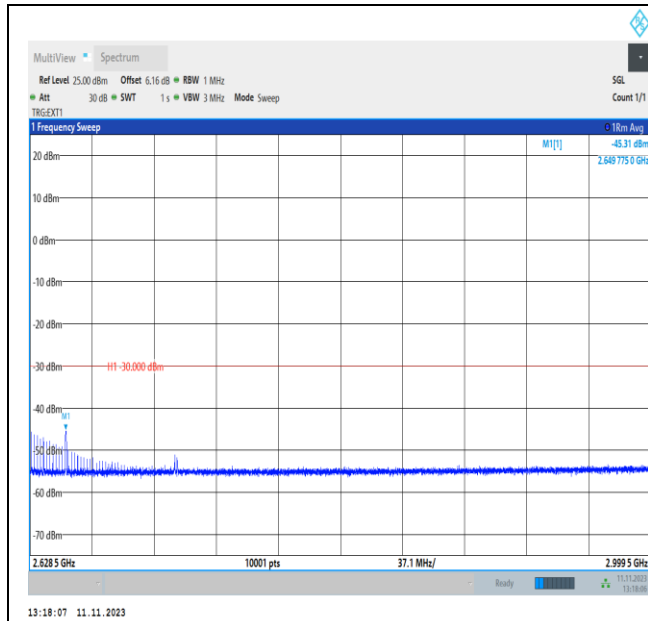 MultiView Spectrum
Ref Level 25.00 dBm Offset 6.16 dB RBW 1 MHz SGL
Att 30 dB SWT 1 s VBW 3 MHz Mode Sweep Count 1/1
TRG:EXT1
1 Frequency Sweep 1Rm Avg
M1[1] -45.31 dBm
2.649 775 0 GHz
20 dBm
10 dBm
0 dBm
-10 dBm
-20 dBm
-30 dBm H1 -30.000 dBm
-40 dBm
M1
-50 dBm
-60 dBm
-70 dBm
2.628 5 GHz 10001 pts 37.1 MHz/ 2.999 5 GHz
Ready 11.11.2023
13:18:06
13:18:07 11.11.2023